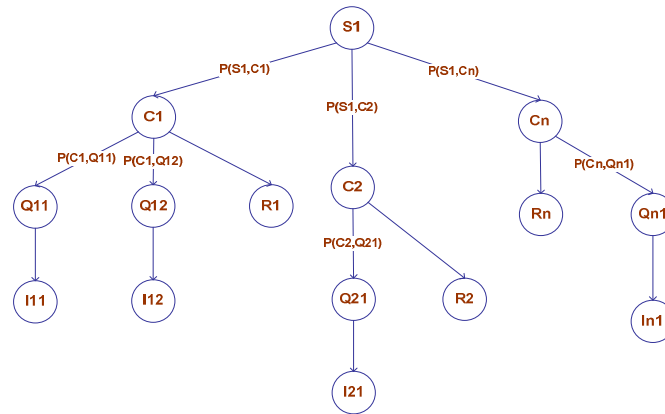 S1
P(S1,C1)
P(S1,Cn)
P(S1,C2)
C1
Cn
P(C1,Q11)
P(C1,Q12)
P(Cn,Qn1)
C2
Q11
Q12
R1
Rn
Qn1
P(C2,Q21)
I11
I12
Q21
R2
In1
I21